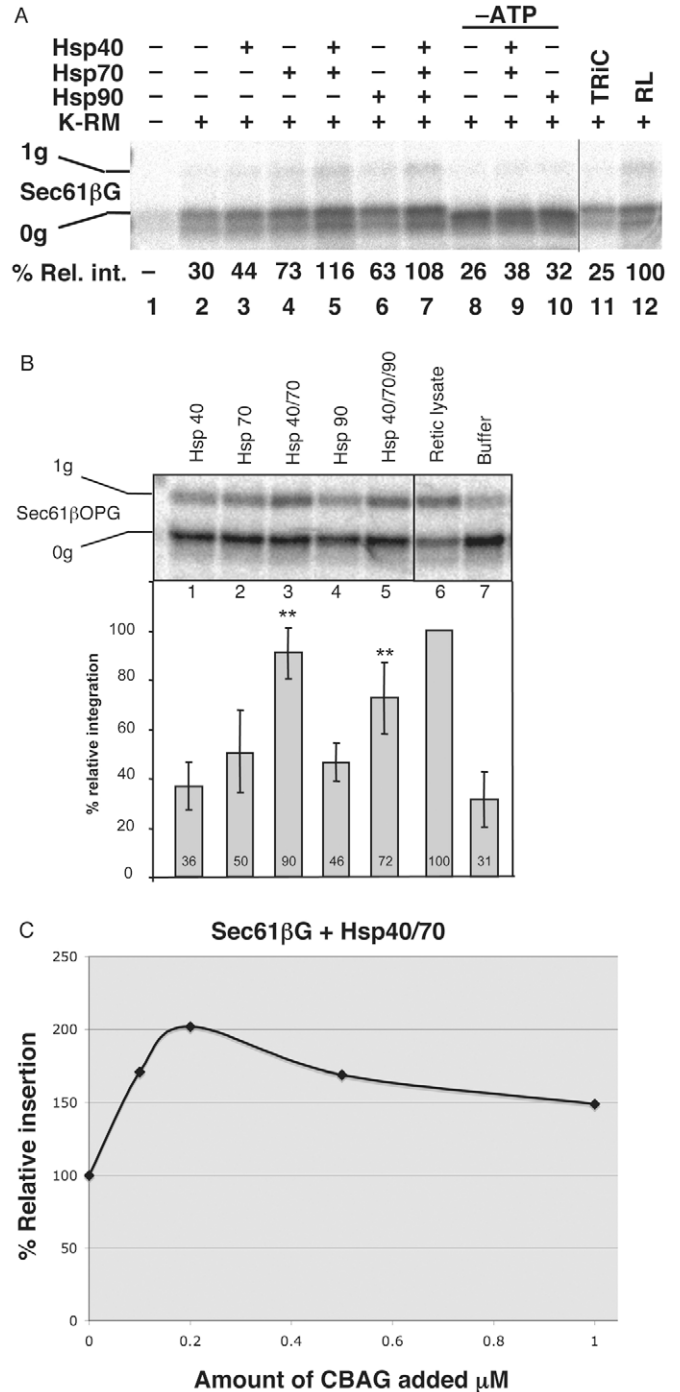 A
–ATP
Hsp40 – – + – + – + – + – TRiC RL
Hsp70 – – – + + – + – + –
Hsp90 – – – – – + + – – +
K-RM – + + + + + + + + + + +
1g
Sec61βG
0g
% Rel. int. – 30 44 73 116 63 108 26 38 32 25 100
1 2 3 4 5 6 7 8 9 10 11 12
B
Hsp 40 Hsp 70 Hsp 40/70 Hsp 90 Hsp 40/70/90 Retic lysate Buffer
1g
Sec61βOPG
0g
1 2 3 4 5 6 7
% relative integration
100
80
60
40
20
0
** **
36 50 90 46 72 100 31
C
Sec61βG + Hsp40/70
% Relative insertion
250
200
150
100
50
0
0 0.2 0.4 0.6 0.8 1
Amount of CBAG added μM